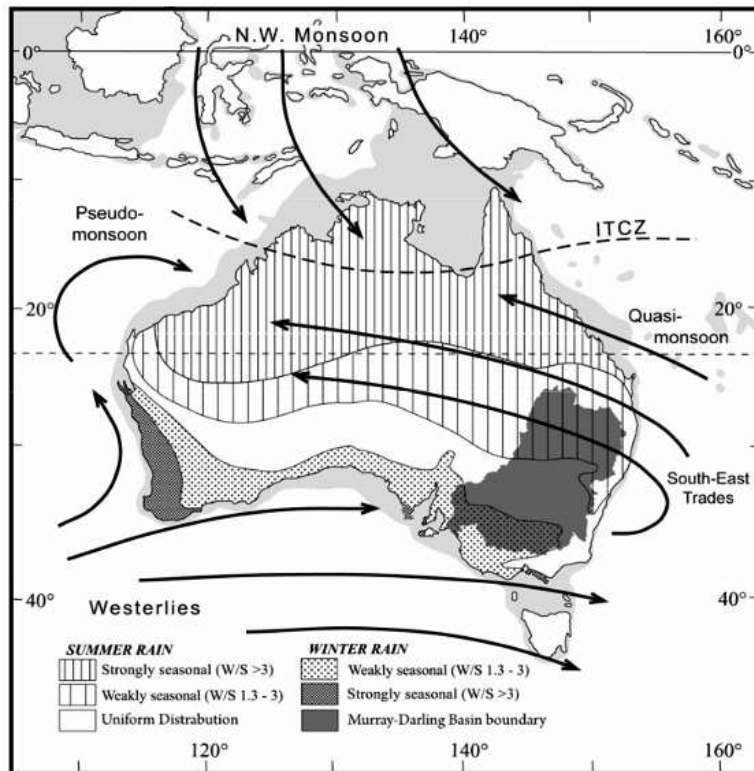 120°
N.W. Monsoon
140°
160°
0°
0°
Pseudo-
monsoon
ITCZ
20°
Quasi-
monsoon
20°
South-East
Trades
40°
Westerlies
40°
SUMMER RAIN
Strongly seasonal (W/S >3)
Weakly seasonal (W/S 1.3 - 3)
Uniform Distrabution
WINTER RAIN
Weakly seasonal (W/S 1.3 - 3)
Strongly seasonal (W/S >3)
Murray-Darling Basin boundary
120°
140°
160°